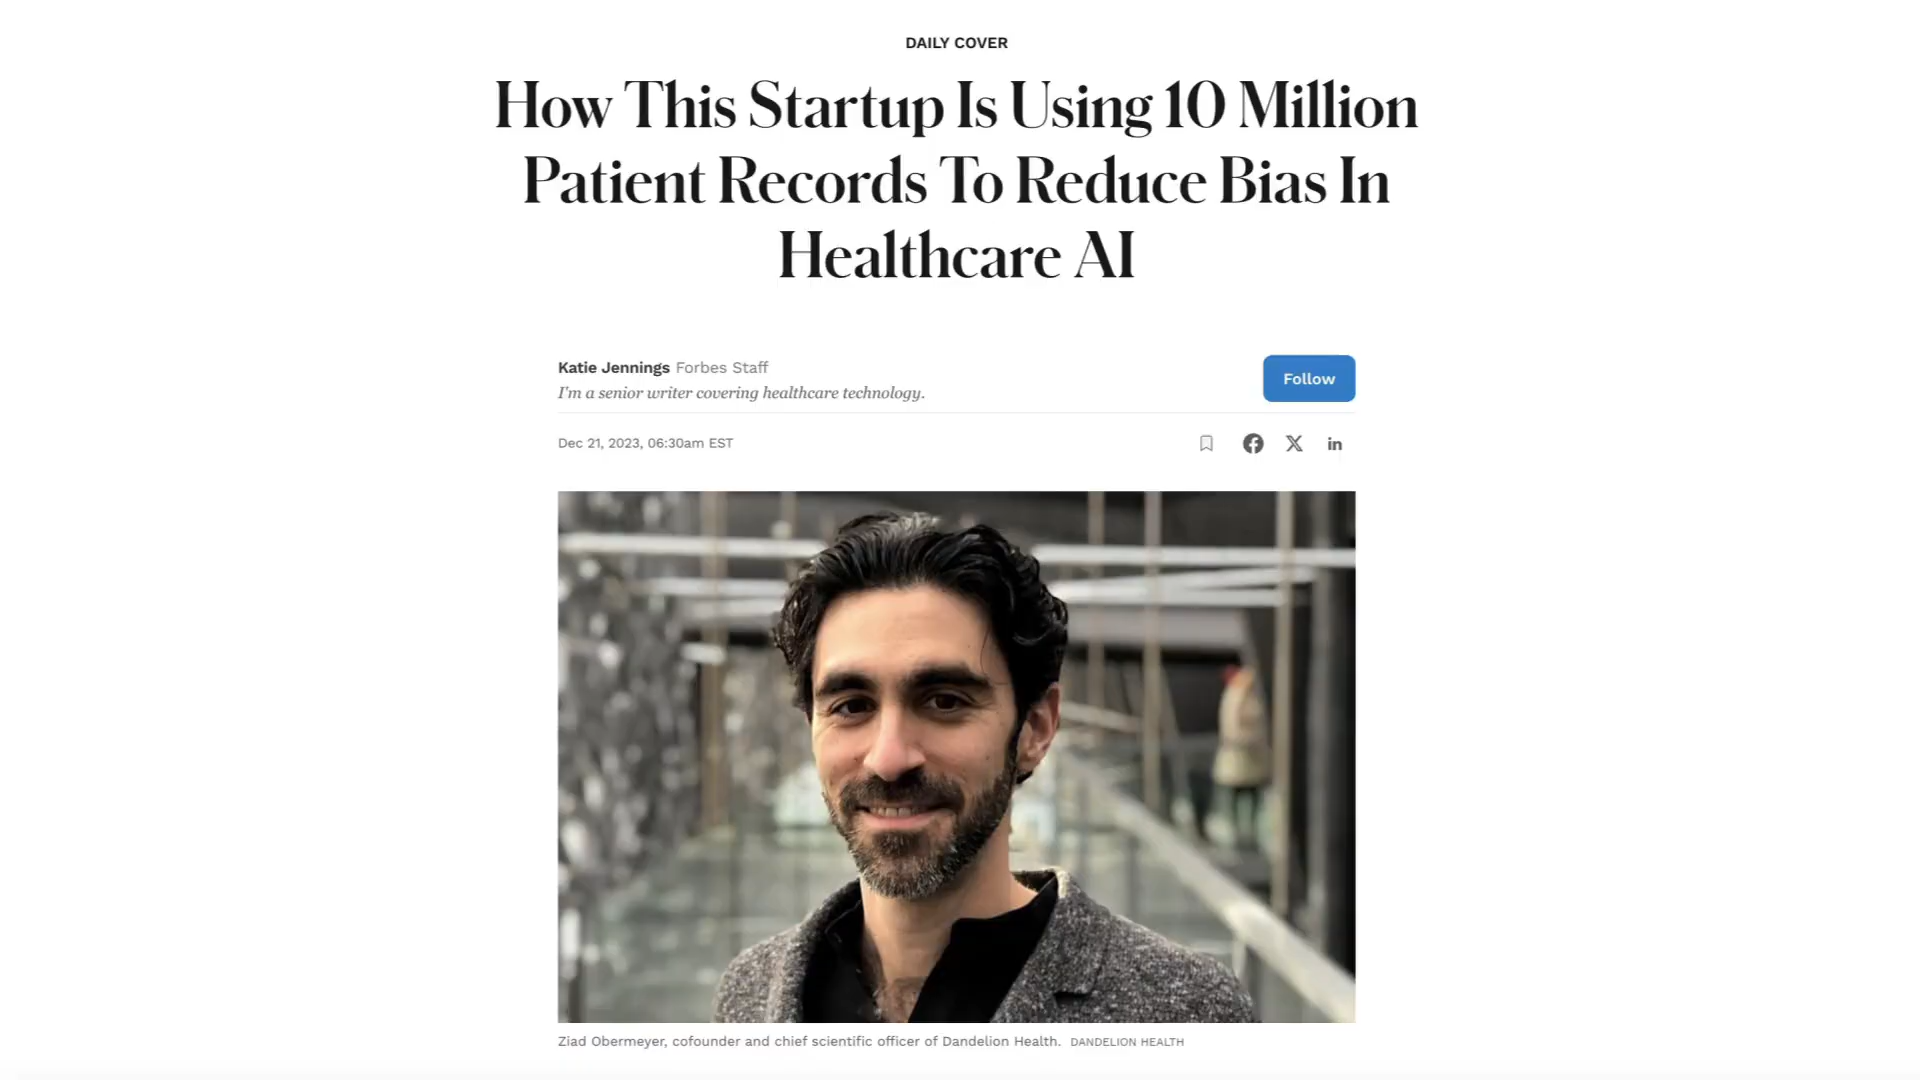 DAILY COVER
How This Startup Is Using 10 Million
Patient Records To Reduce Bias In
Healthcare AI
Katie Jennings Forbes Staff
I'm a senior writer covering healthcare technology.
Follow
Dec 21, 2023, 06:30am EST
Ziad Obermeyer, cofounder and chief scientific officer of Dandelion Health. DANDELION HEALTH